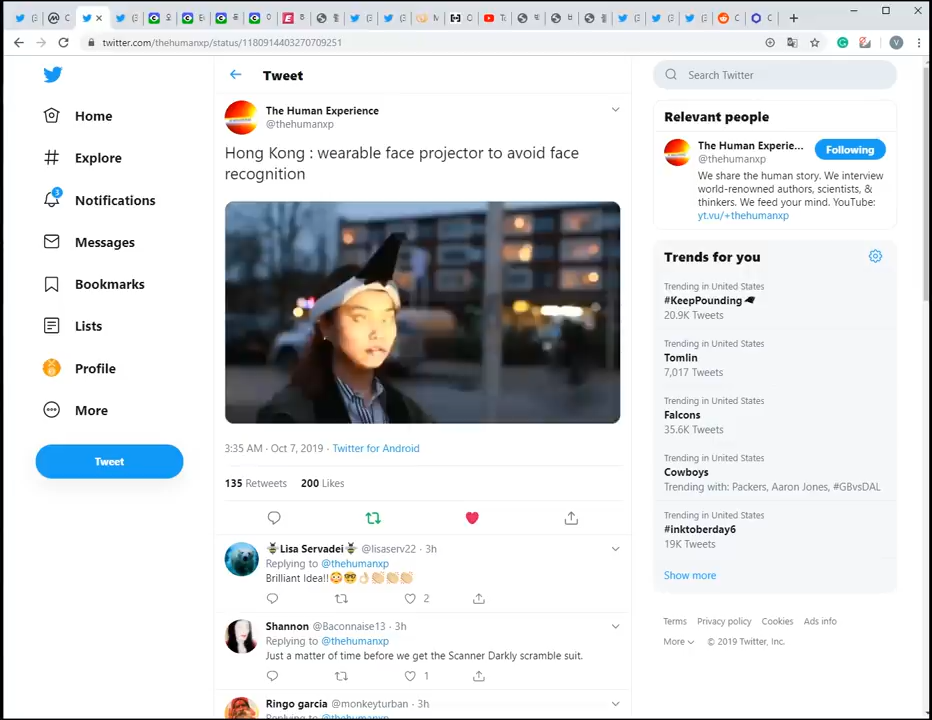 twitter.com/thehumanxp/status/1180914403270709251
V
Home
Explore
3
Notifications
Messages
Bookmarks
Lists
Profile
More
Tweet
Tweet
The Human Experience
@thehumanxp
Hong Kong : wearable face projector to avoid face
recognition
3:35 AM · Oct 7, 2019 · Twitter for Android
135 Retweets 200 Likes
Lisa Servadei @lisaserv22 · 3h
Replying to @thehumanxp
Brilliant Idea!!😳🤓👌🏼👏🏼👏🏼👏🏼
2
Shannon @Baconnaise13 · 3h
Replying to @thehumanxp
Just a matter of time before we get the Scanner Darkly scramble suit.
1
Ringo garcia @monkeyturban · 3h
Replying to @thehumanxp
Search Twitter
Relevant people
The Human Experie...
@thehumanxp
Following
We share the human story. We interview
world-renowned authors, scientists, &
thinkers. We feed your mind. YouTube:
yt.vu/+thehumanxp
Trends for you
Trending in United States
#KeepPounding
20.9K Tweets
Trending in United States
Tomlin
7,017 Tweets
Trending in United States
Falcons
35.6K Tweets
Trending in United States
Cowboys
Trending with: Packers, Aaron Jones, #GBvsDAL
Trending in United States
#inktoberday6
19K Tweets
Show more
Terms Privacy policy Cookies Ads info
More © 2019 Twitter, Inc.